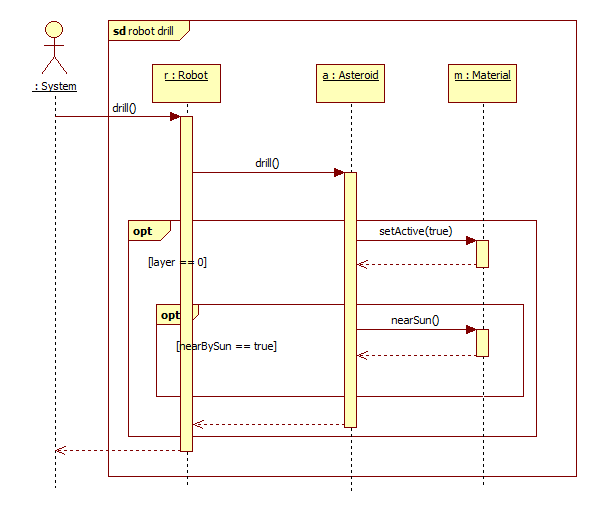 sd robot drill
: System
r : Robot
a : Asteroid
m : Material
drill()
drill()
opt
setActive(true)
[layer == 0]
opt
nearSun()
[nearBySun == true]